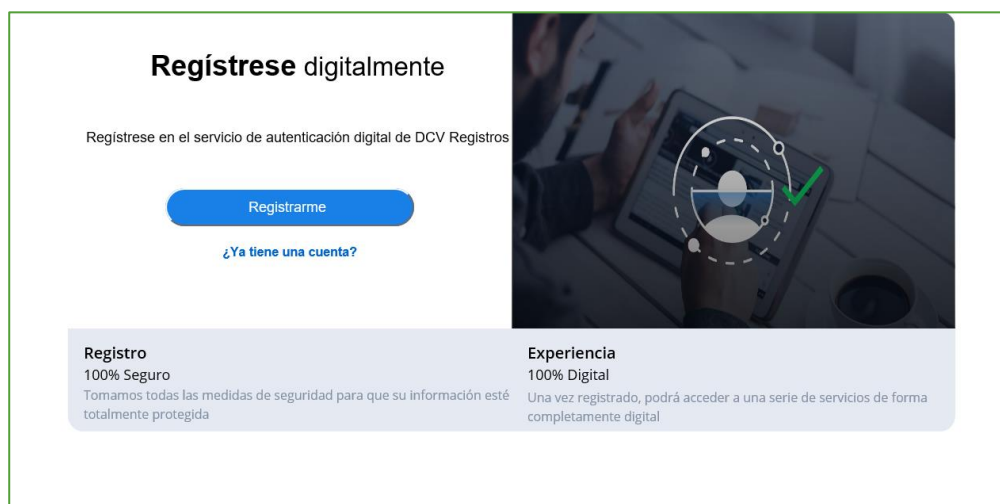 Regístrese digitalmente
Regístrese en el servicio de autenticación digital de DCV Registros
Registrarme
¿Ya tiene una cuenta?
Registro
100% Seguro
Tomamos todas las medidas de seguridad para que su información esté
totalmente protegida
Experiencia
100% Digital
Una vez registrado, podrá acceder a una serie de servicios de forma
completamente digital